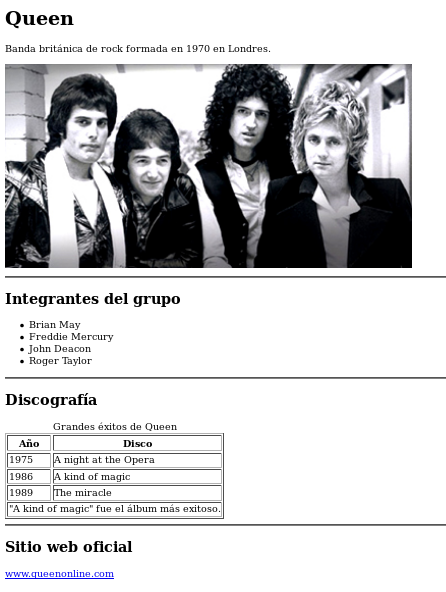 Queen
Banda británica de rock formada en 1970 en Londres.
Integrantes del grupo
Brian May
Freddie Mercury
John Deacon
Roger Taylor
Discografía
Grandes éxitos de Queen
Año Disco
1975 A night at the Opera
1986 A kind of magic
1989 The miracle
"A kind of magic" fue el álbum más exitoso.
Sitio web oficial
www.queenonline.com